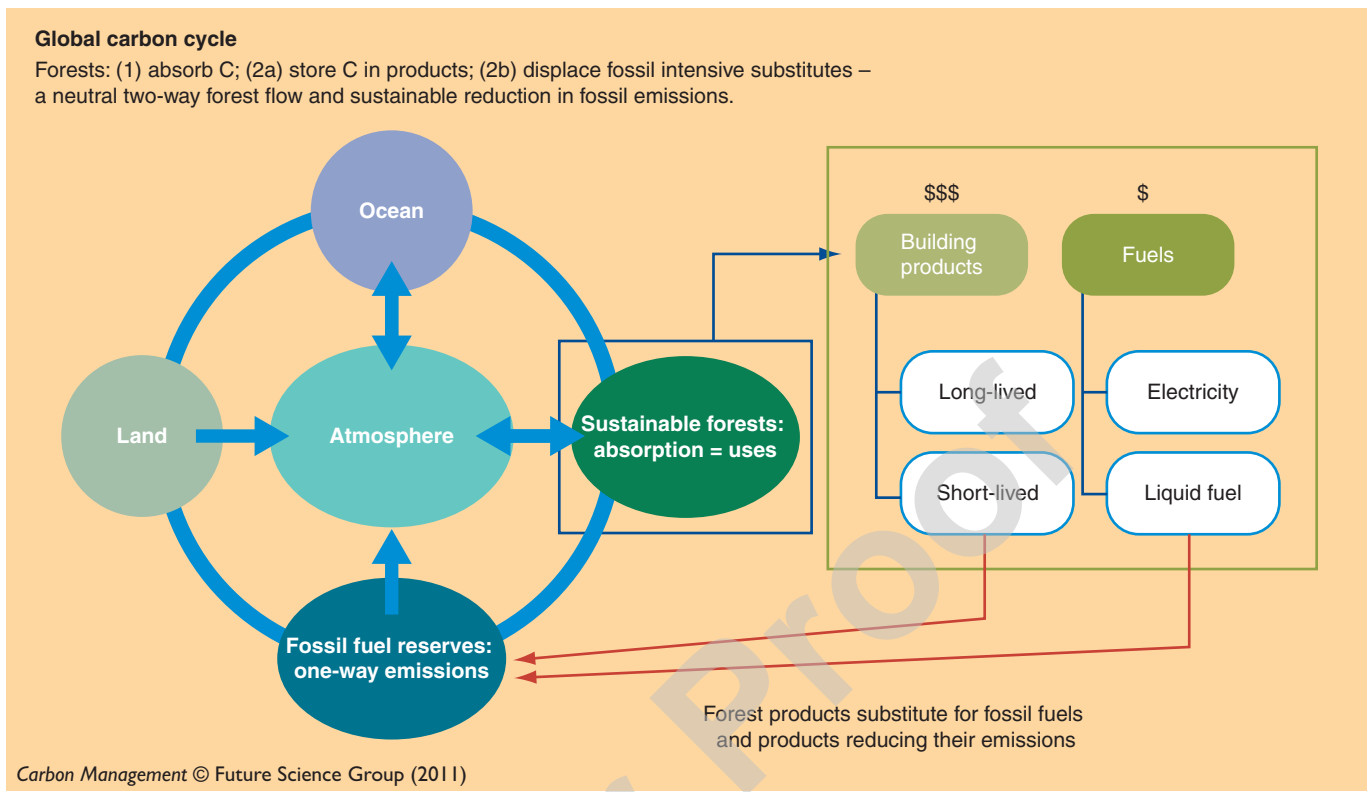 Global carbon cycle
Forests: (1) absorb C; (2a) store C in products; (2b) displace fossil intensive substitutes –
a neutral two-way forest flow and sustainable reduction in fossil emissions.
Ocean
Land
Atmosphere
Sustainable forests:
absorption = uses
Fossil fuel reserves:
one-way emissions
$$$
Building
products
Long-lived
Short-lived
$
Fuels
Electricity
Liquid fuel
Forest products substitute for fossil fuels
and products reducing their emissions
Proof
Carbon Management © Future Science Group (2011)